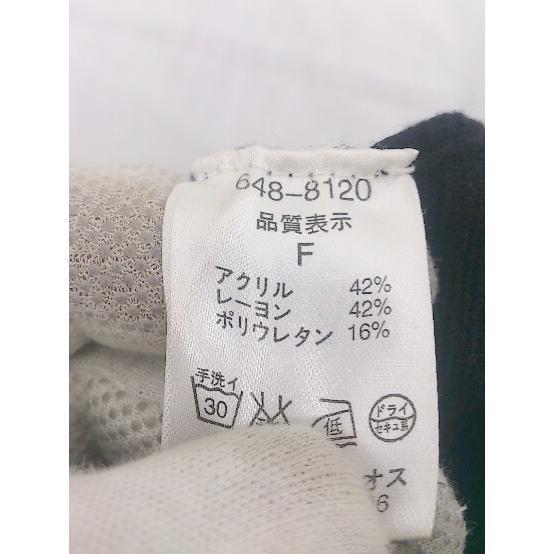 648-8120
品質表示
F
アクリル 42%
レーヨン 42%
ポリウレタン 16%
手洗イ
30
低
ドライ
セキユ系
オス
6